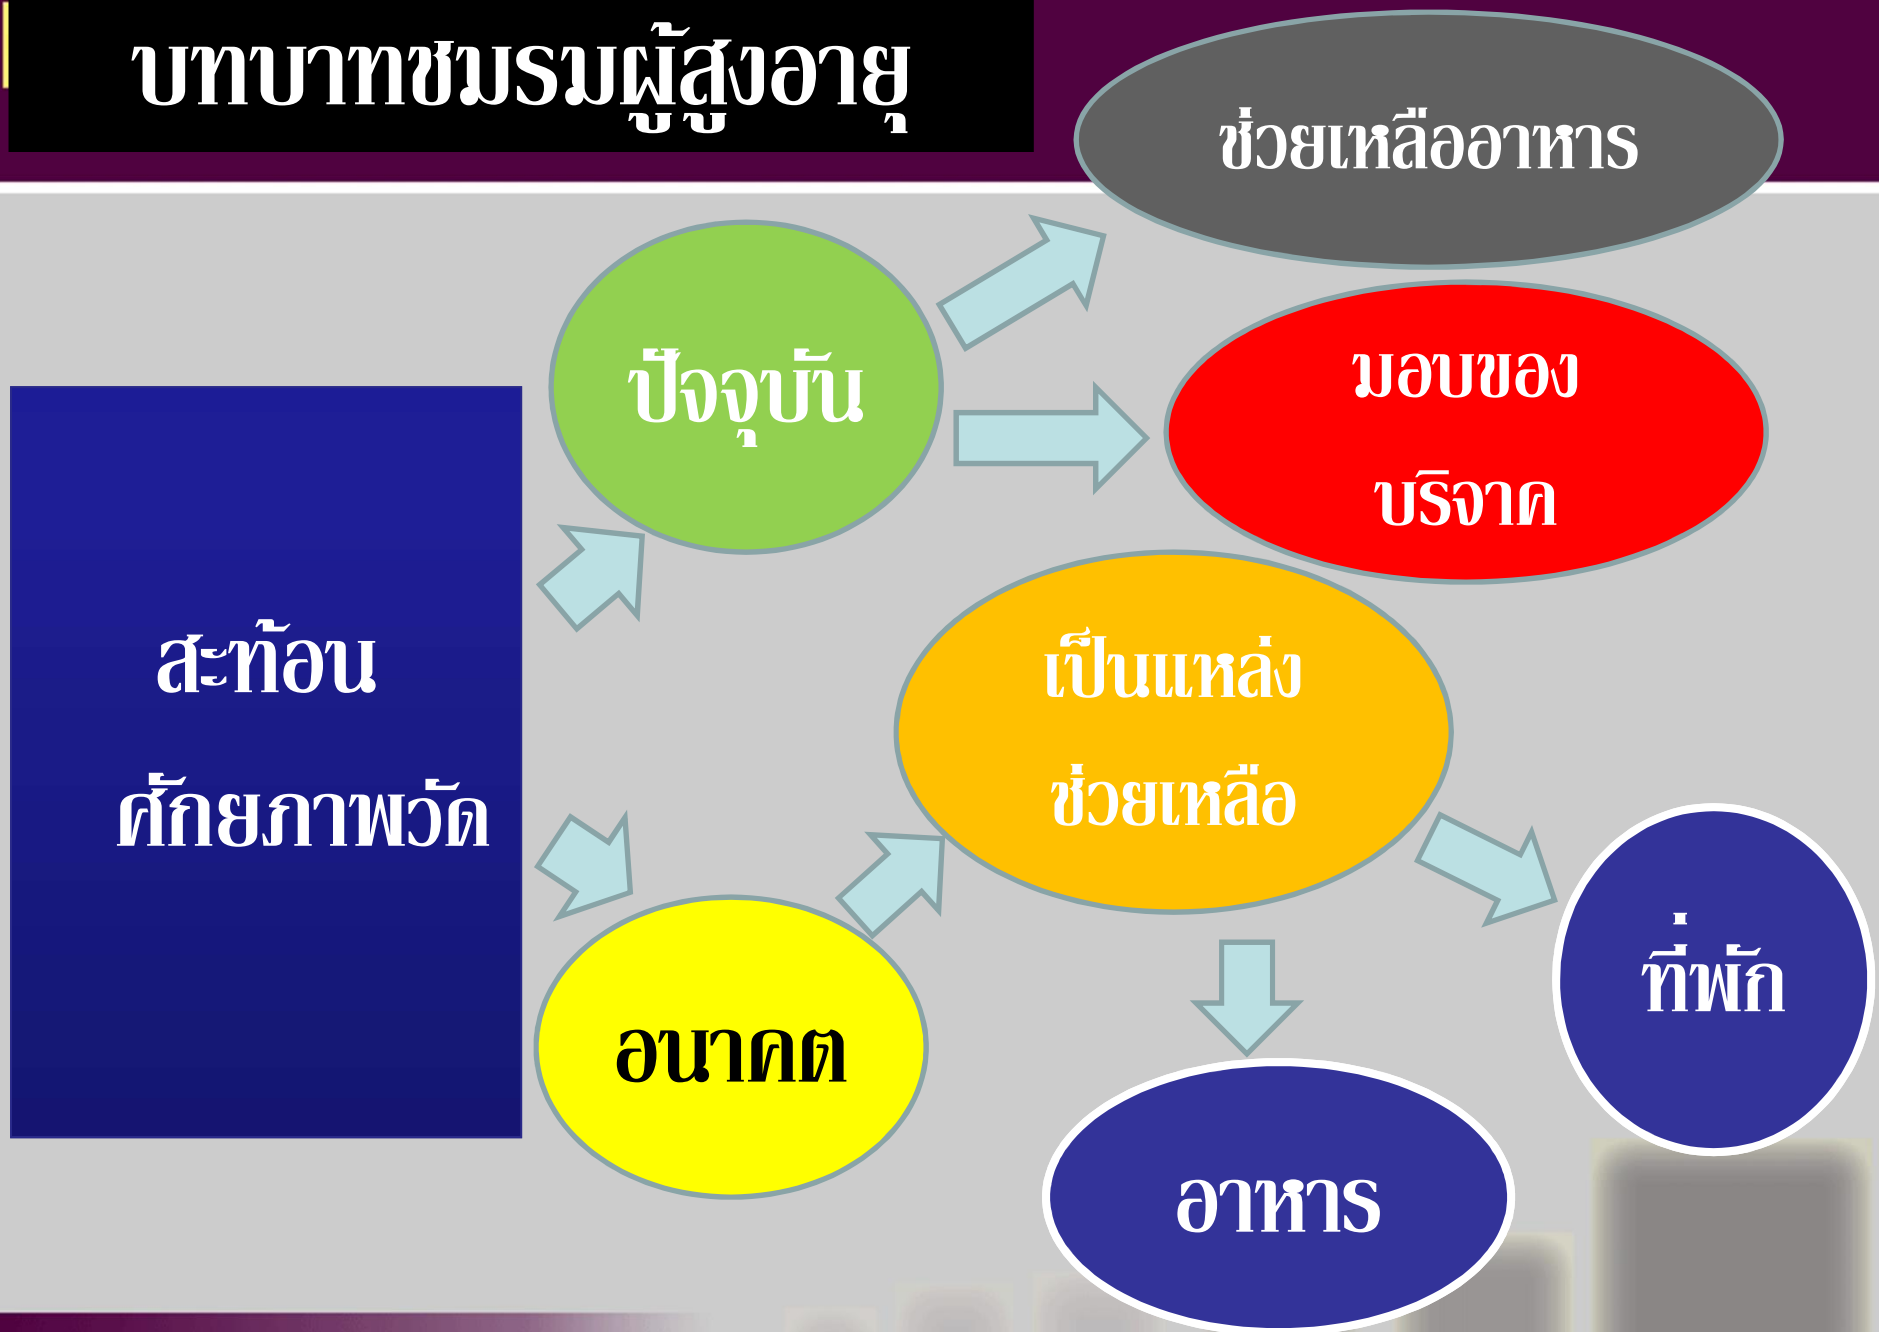 บทบาทชมรมผู้สูงอายุ
ช่วยเหลืออาหาร
ปัจจุบัน
มอบของ
บริจาค
สะท้อน
ศักยภาพวัด
เป็นแหล่ง
ช่วยเหลือ
อนาคต
ที่พัก
อาหาร